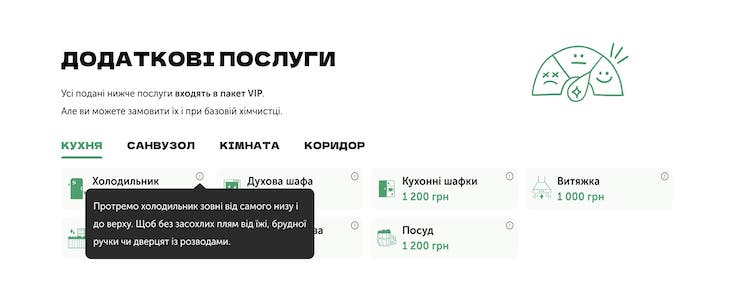 ДОДАТКОВІ ПОСЛУГИ
Усі подані нижче послуги входять в пакет VIP.
Але ви можете замовити їх і при базовій хімчистці.
КУХНЯ САНВУЗОЛ КІМНАТА КОРИДОР
Холодильник
Духова шафа
Кухонні шафки
1 200 грн
Витяжка
1 000 грн
Протремо холодильник зовні від самого низу і
до верху. Щоб без засохлих плям від їжі, брудної
ручки чи дверцят із розводами.
Посуд
1 200 грн